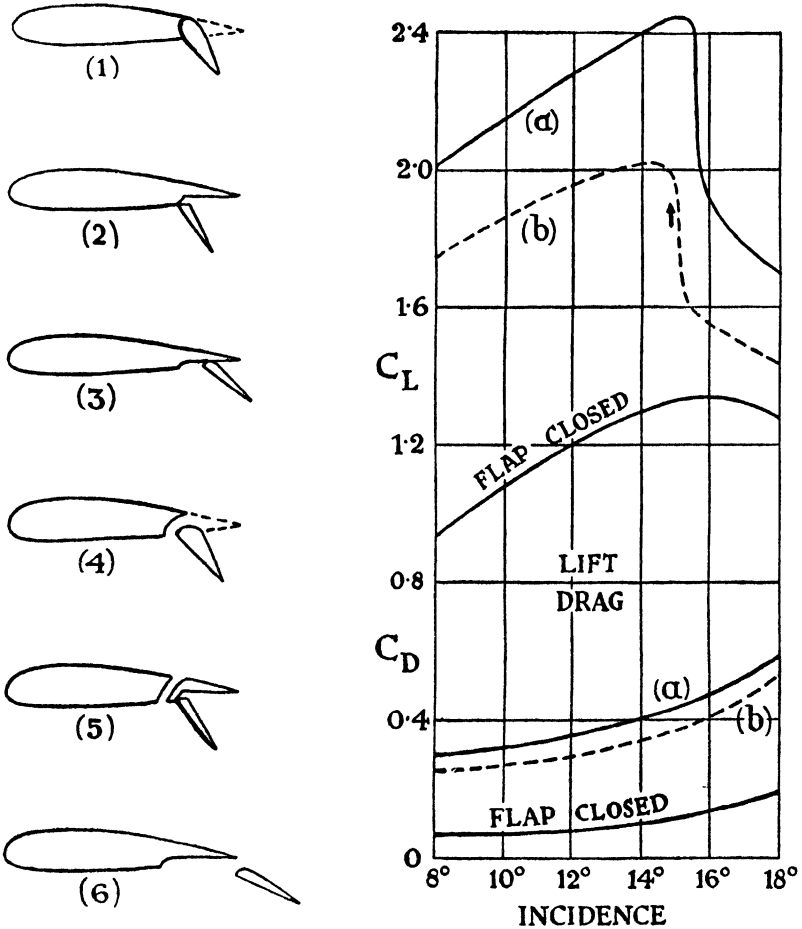 (1)
(2)
(3)
(4)
(5)
(6)
2·4
2·0
1·6
C_L
1·2
0·8
C_D
0·4
0
(a)
(b)
FLAP CLOSED
LIFT
DRAG
(a)
(b)
FLAP CLOSED
8° 10° 12° 14° 16° 18°
INCIDENCE